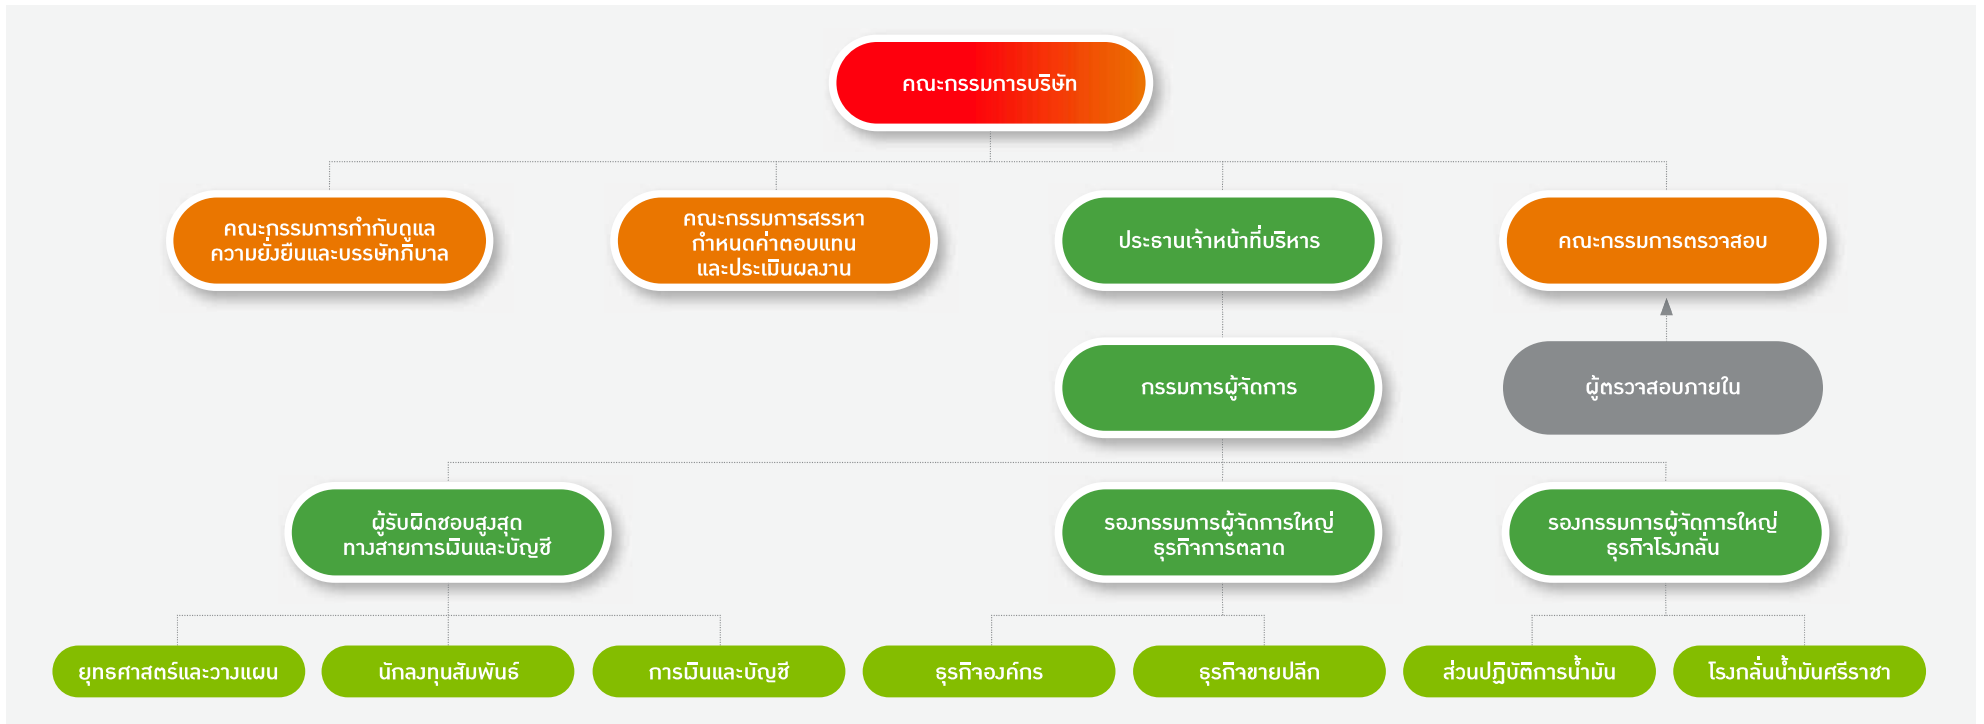 คณะกรรมการบริษัท
คณะกรรมการกำกับดูแล
ความยั่งยืนและบรรษัทภิบาล
คณะกรรมการสรรหา
กำหนดค่าตอบแทน
และประเมินผลงาน
ประธานเจ้าหน้าที่บริหาร
คณะกรรมการตรวจสอบ
กรรมการผู้จัดการ
ผู้ตรวจสอบภายใน
ผู้รับผิดชอบสูงสุด
ทางสายการเงินและบัญชี
รองกรรมการผู้จัดการใหญ่
ธุรกิจการตลาด
รองกรรมการผู้จัดการใหญ่
ธุรกิจโรงกลั่น
ยุทธศาสตร์และวางแผน
นักลงทุนสัมพันธ์
การเงินและบัญชี
ธุรกิจองค์กร
ธุรกิจขายปลีก
ส่วนปฏิบัติการน้ำมัน
โรงกลั่นน้ำมันศรีราชา